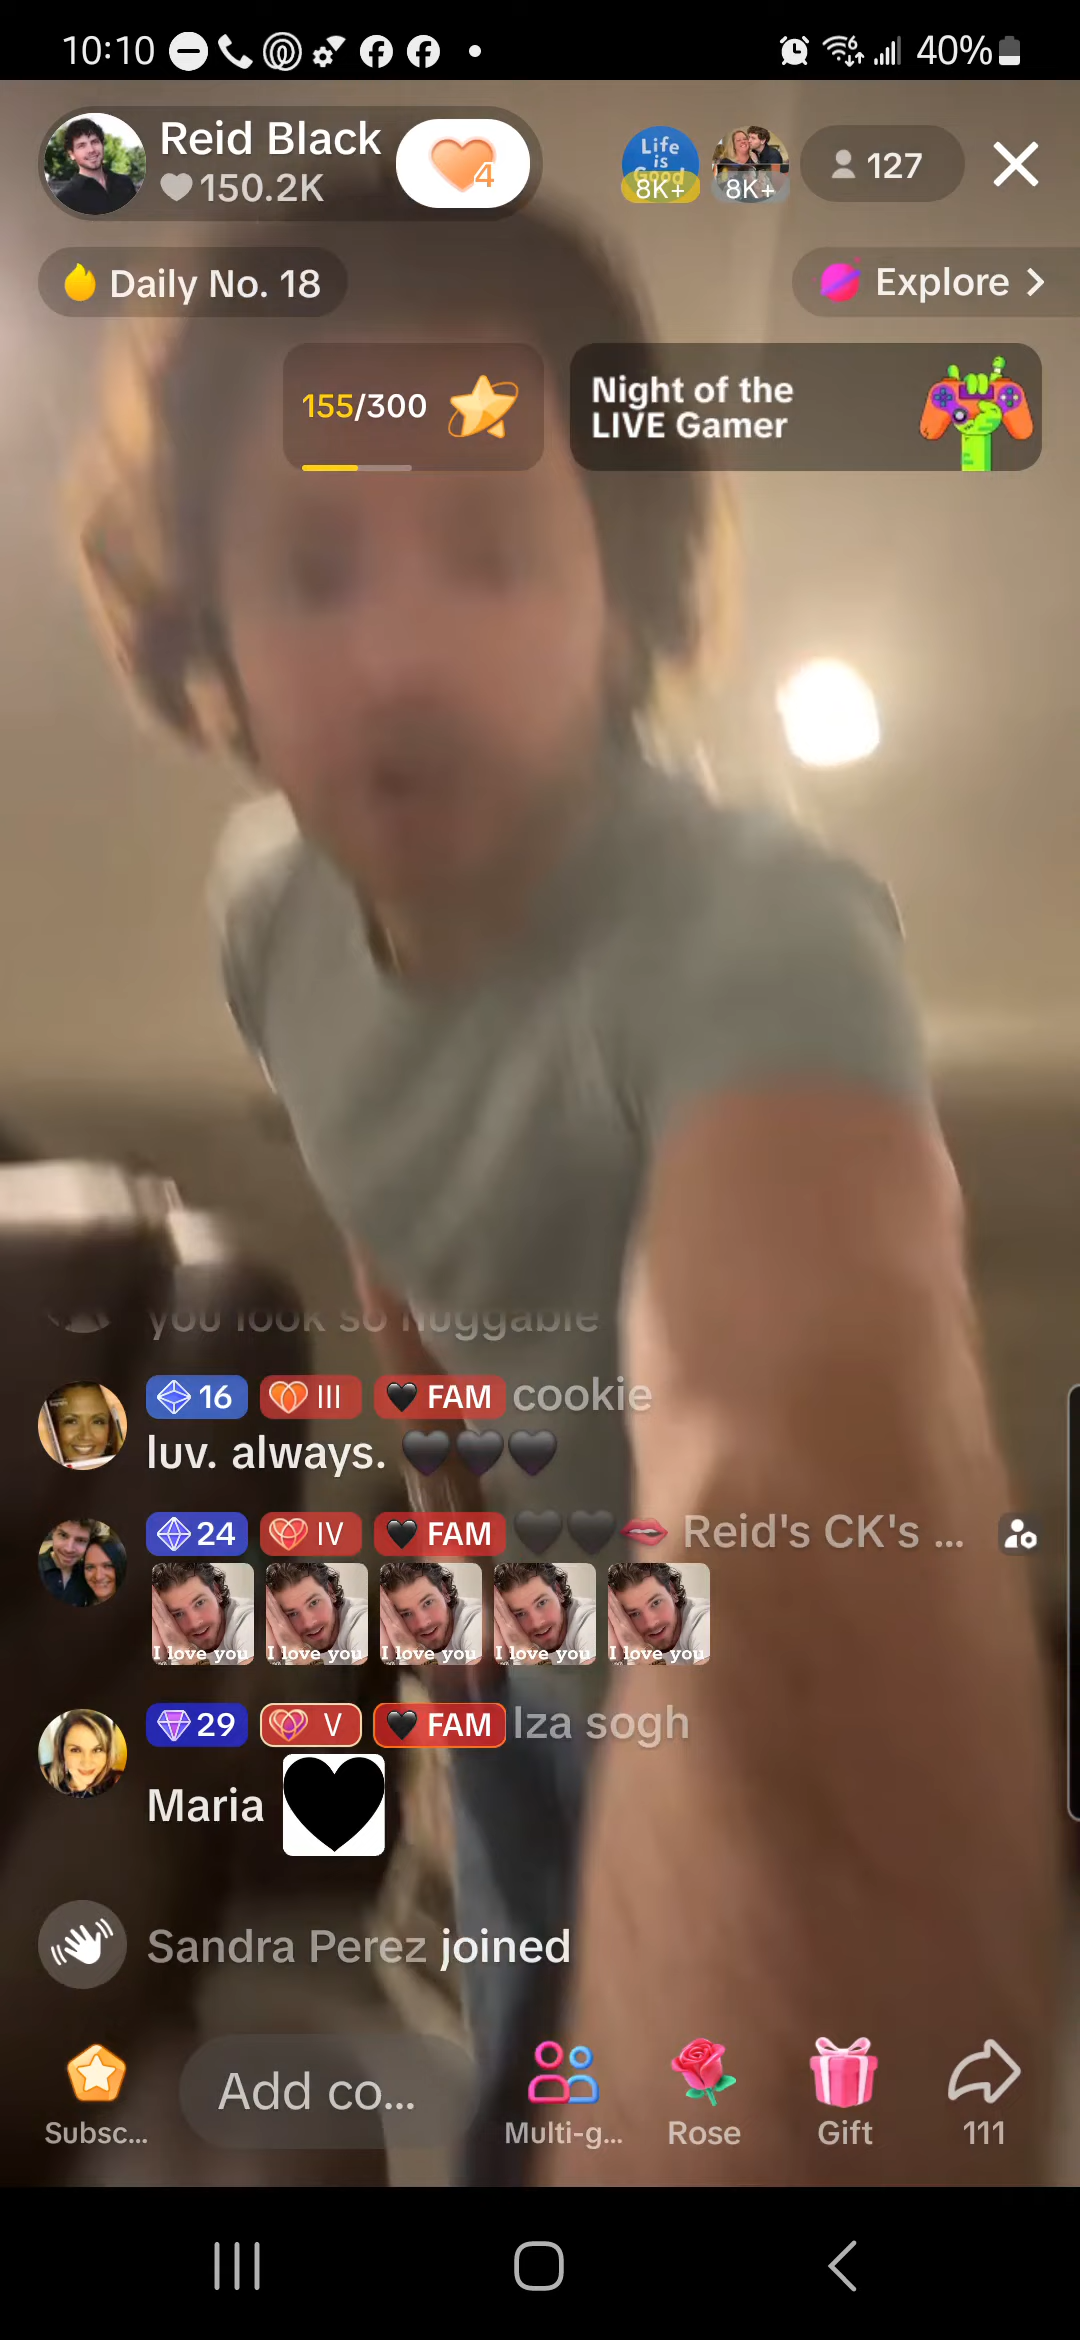 10:10
40%
Reid Black
150.2K
4
Life
is
Good
8K+
8K+
127
Daily No. 18
Explore
155/300
Night of the
LIVE Gamer
you look so huggable
16 III FAM cookie
luv. always.
24 IV FAM Reid's CK's ...
I love you I love you I love you I love you I love you
29 V FAM Iza sogh
Maria
Sandra Perez joined
Add co...
Subsc...
Multi-g...
Rose
Gift
111